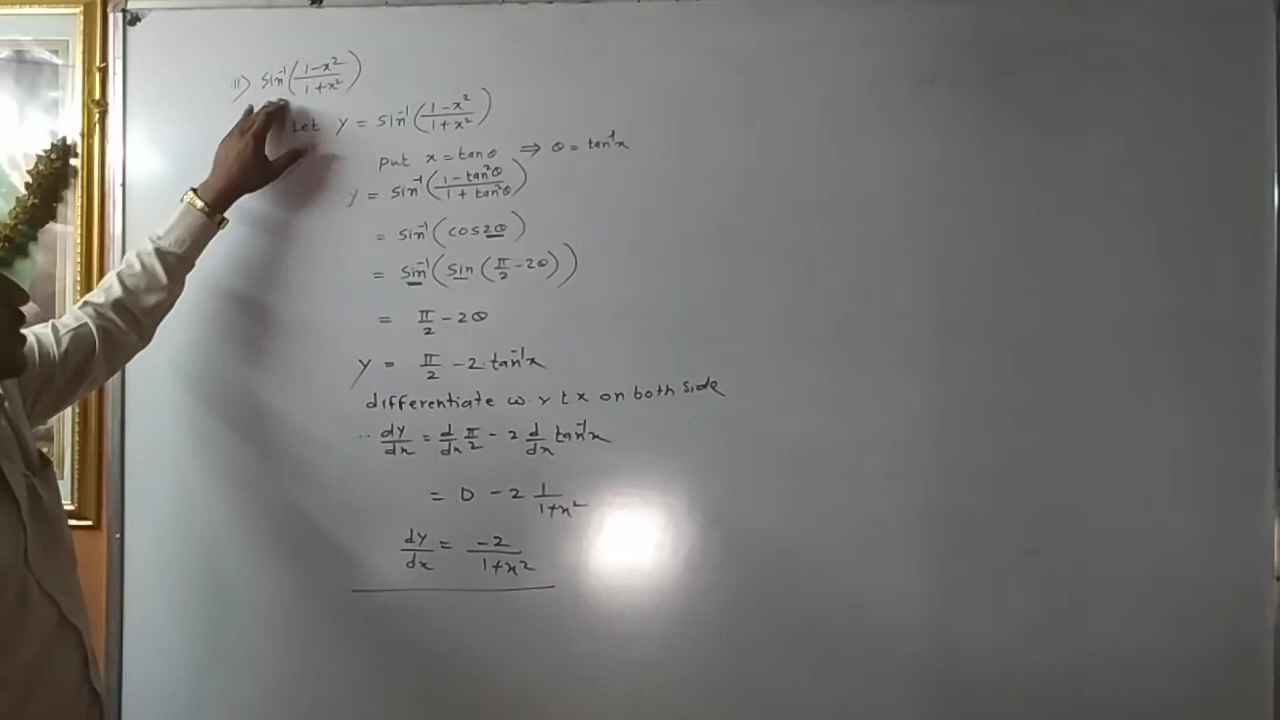 II) Sin⁻¹((1-x²)/(1+x²))
Let y = Sin⁻¹((1-x²)/(1+x²))
Put x = tanθ ⇒ θ = tan⁻¹x
y = Sin⁻¹((1 - tan²θ)/(1 + tan²θ))
= Sin⁻¹(cos2θ)
= Sin⁻¹(Sin(π/2 - 2θ))
= π/2 - 2θ
y = π/2 - 2·tan⁻¹x
differentiate w.r t x on both side
∴ dy/dx = d/dx π/2 - 2 d/dx tan⁻¹x
= 0 - 2 1/(1+x²)
dy/dx = -2/(1+x²)